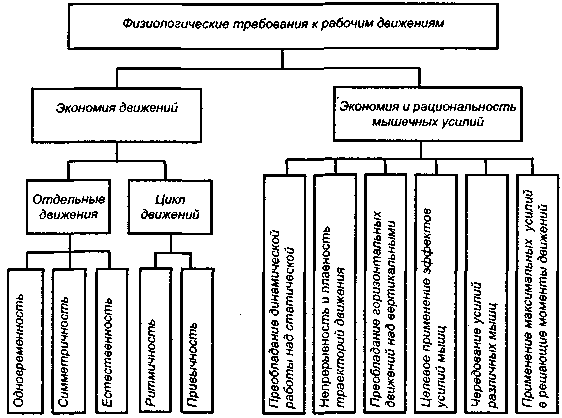 Физиологические требования к рабочим движениям
Экономия движений
Экономия и рациональность
мышечных усилий
Отдельные
движения
Цикл
движений
Одновременность
Симметричность
Естественность
Ритмичность
Привычность
Преобладание динамической
работы над статической
Непрерывность и плавность
траекторий движения
Преобладание горизонтальных
движений над вертикальными
Целевое применение эффектов
усилий мышц
Чередование усилий
различных мышц
Применение максимальных усилий
в решающие моменты движений